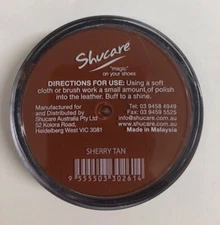 Shucare
"magic"
on your shoes
DIRECTIONS FOR USE: Using a soft
cloth or brush work a small amount of polish
into the leather. Buff to a shine.
Manufactured for
and Distributed by
Shucare Australia Pty Ltd
52 Kolora Road,
Heidelberg West VIC 3081
Tel: 03 9458 4949
Fax: 03 9459 5525
info@shucare.com.au
www.shucare.com.au
Made in Malaysia
SHERRY TAN
9 555503 302614